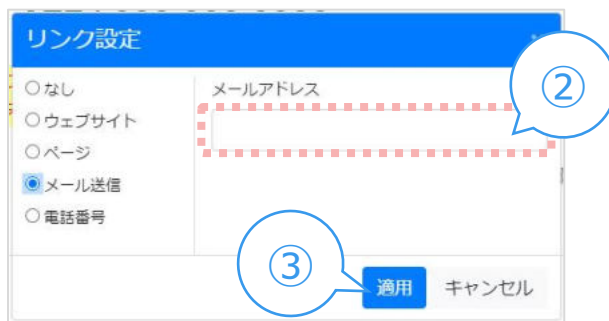 リンク設定
なし
メールアドレス
②
ウェブサイト
ページ
メール送信
電話番号
③
適用
キャンセル